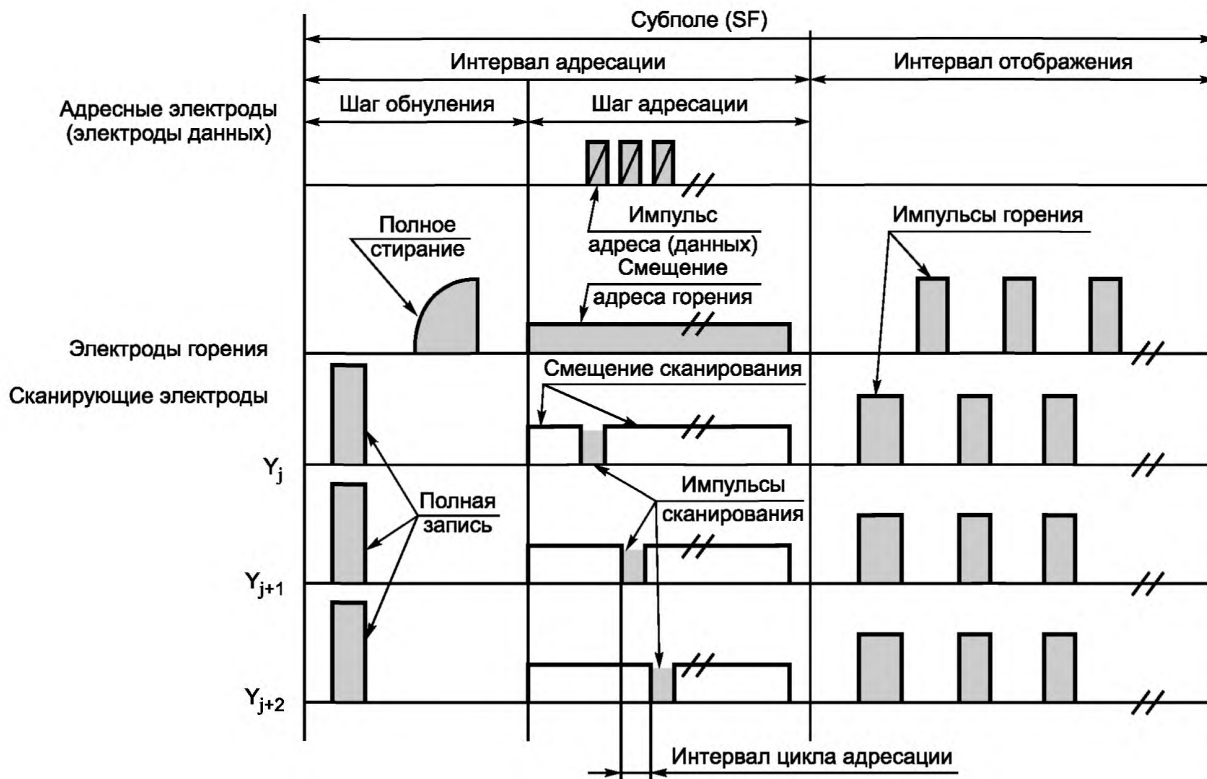 Субполе (SF)
Интервал адресации
Интервал отображения
Адресные электроды
(электроды данных)
Шаг обнуления
Шаг адресации
Полное
стирание
Импульс
адреса (данных)
Смещение
адреса горения
Импульсы горения
Электроды горения
Сканирующие электроды
Смещение сканирования
Yj
Полная
запись
Импульсы
сканирования
Yj+1
Yj+2
Интервал цикла адресации